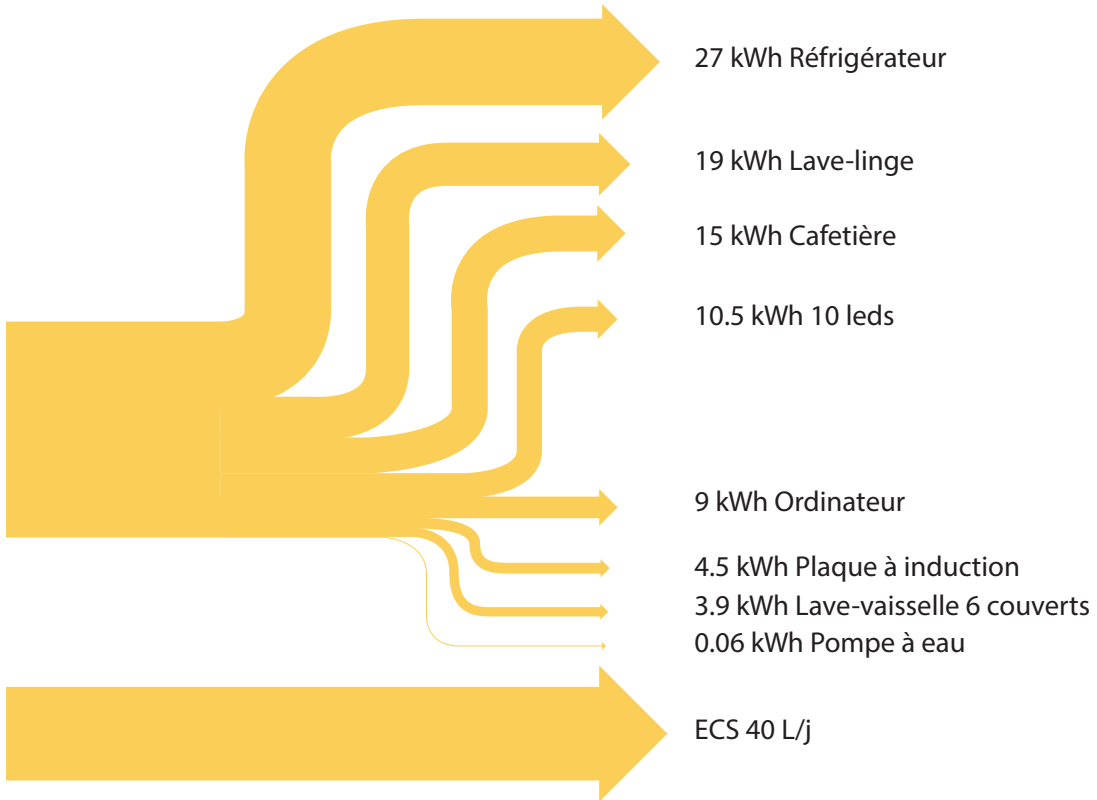 27 kWh Réfrigérateur
19 kWh Lave-linge
15 kWh Cafetière
10.5 kWh 10 leds
9 kWh Ordinateur
4.5 kWh Plaque à induction
3.9 kWh Lave-vaisselle 6 couverts
0.06 kWh Pompe à eau
ECS 40 L/j